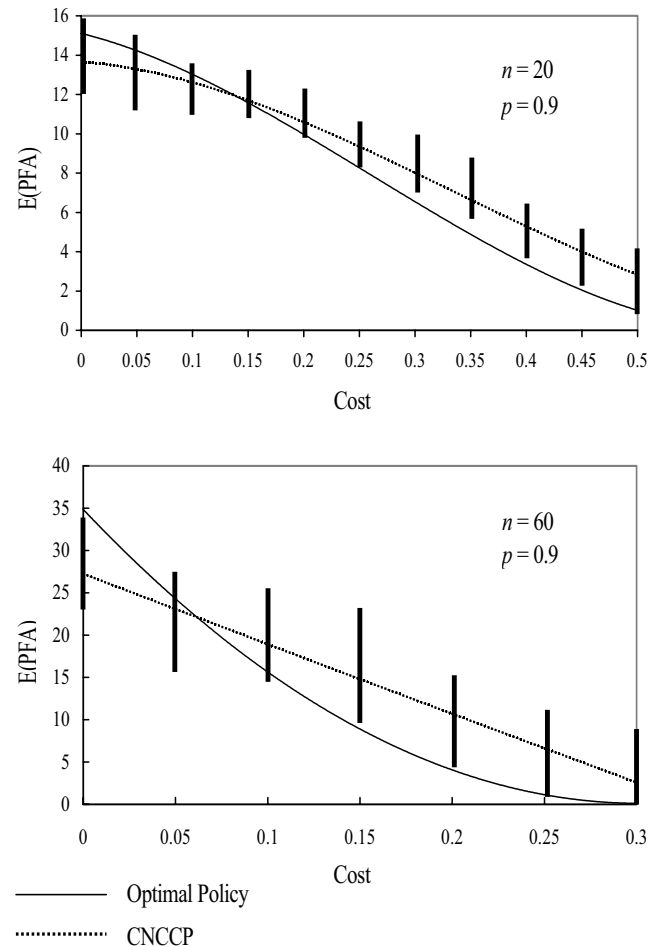 16
14
12
10
8
6
4
2
0
E(PFA)
n = 20
p = 0.9
0 0.05 0.1 0.15 0.2 0.25 0.3 0.35 0.4 0.45 0.5
Cost
40
35
30
25
20
15
10
5
0
E(PFA)
n = 60
p = 0.9
0 0.05 0.1 0.15 0.2 0.25 0.3
Cost
Optimal Policy
CNCCP